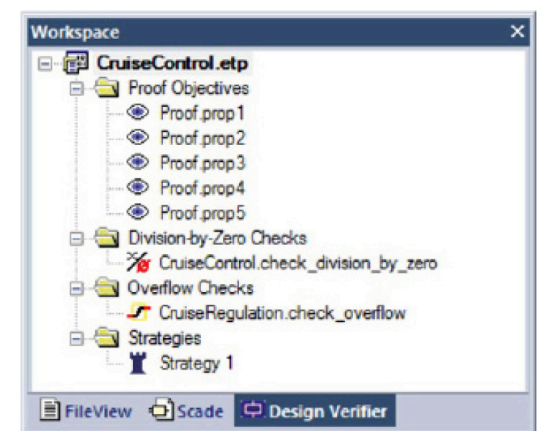 Workspace
CruiseControl.etp
Proof Objectives
Proof.prop1
Proof.prop2
Proof.prop3
Proof.prop4
Proof.prop5
Division-by-Zero Checks
CruiseControl.check_division_by_zero
Overflow Checks
CruiseRegulation.check_overflow
Strategies
Strategy 1
FileView Scade Design Verifier